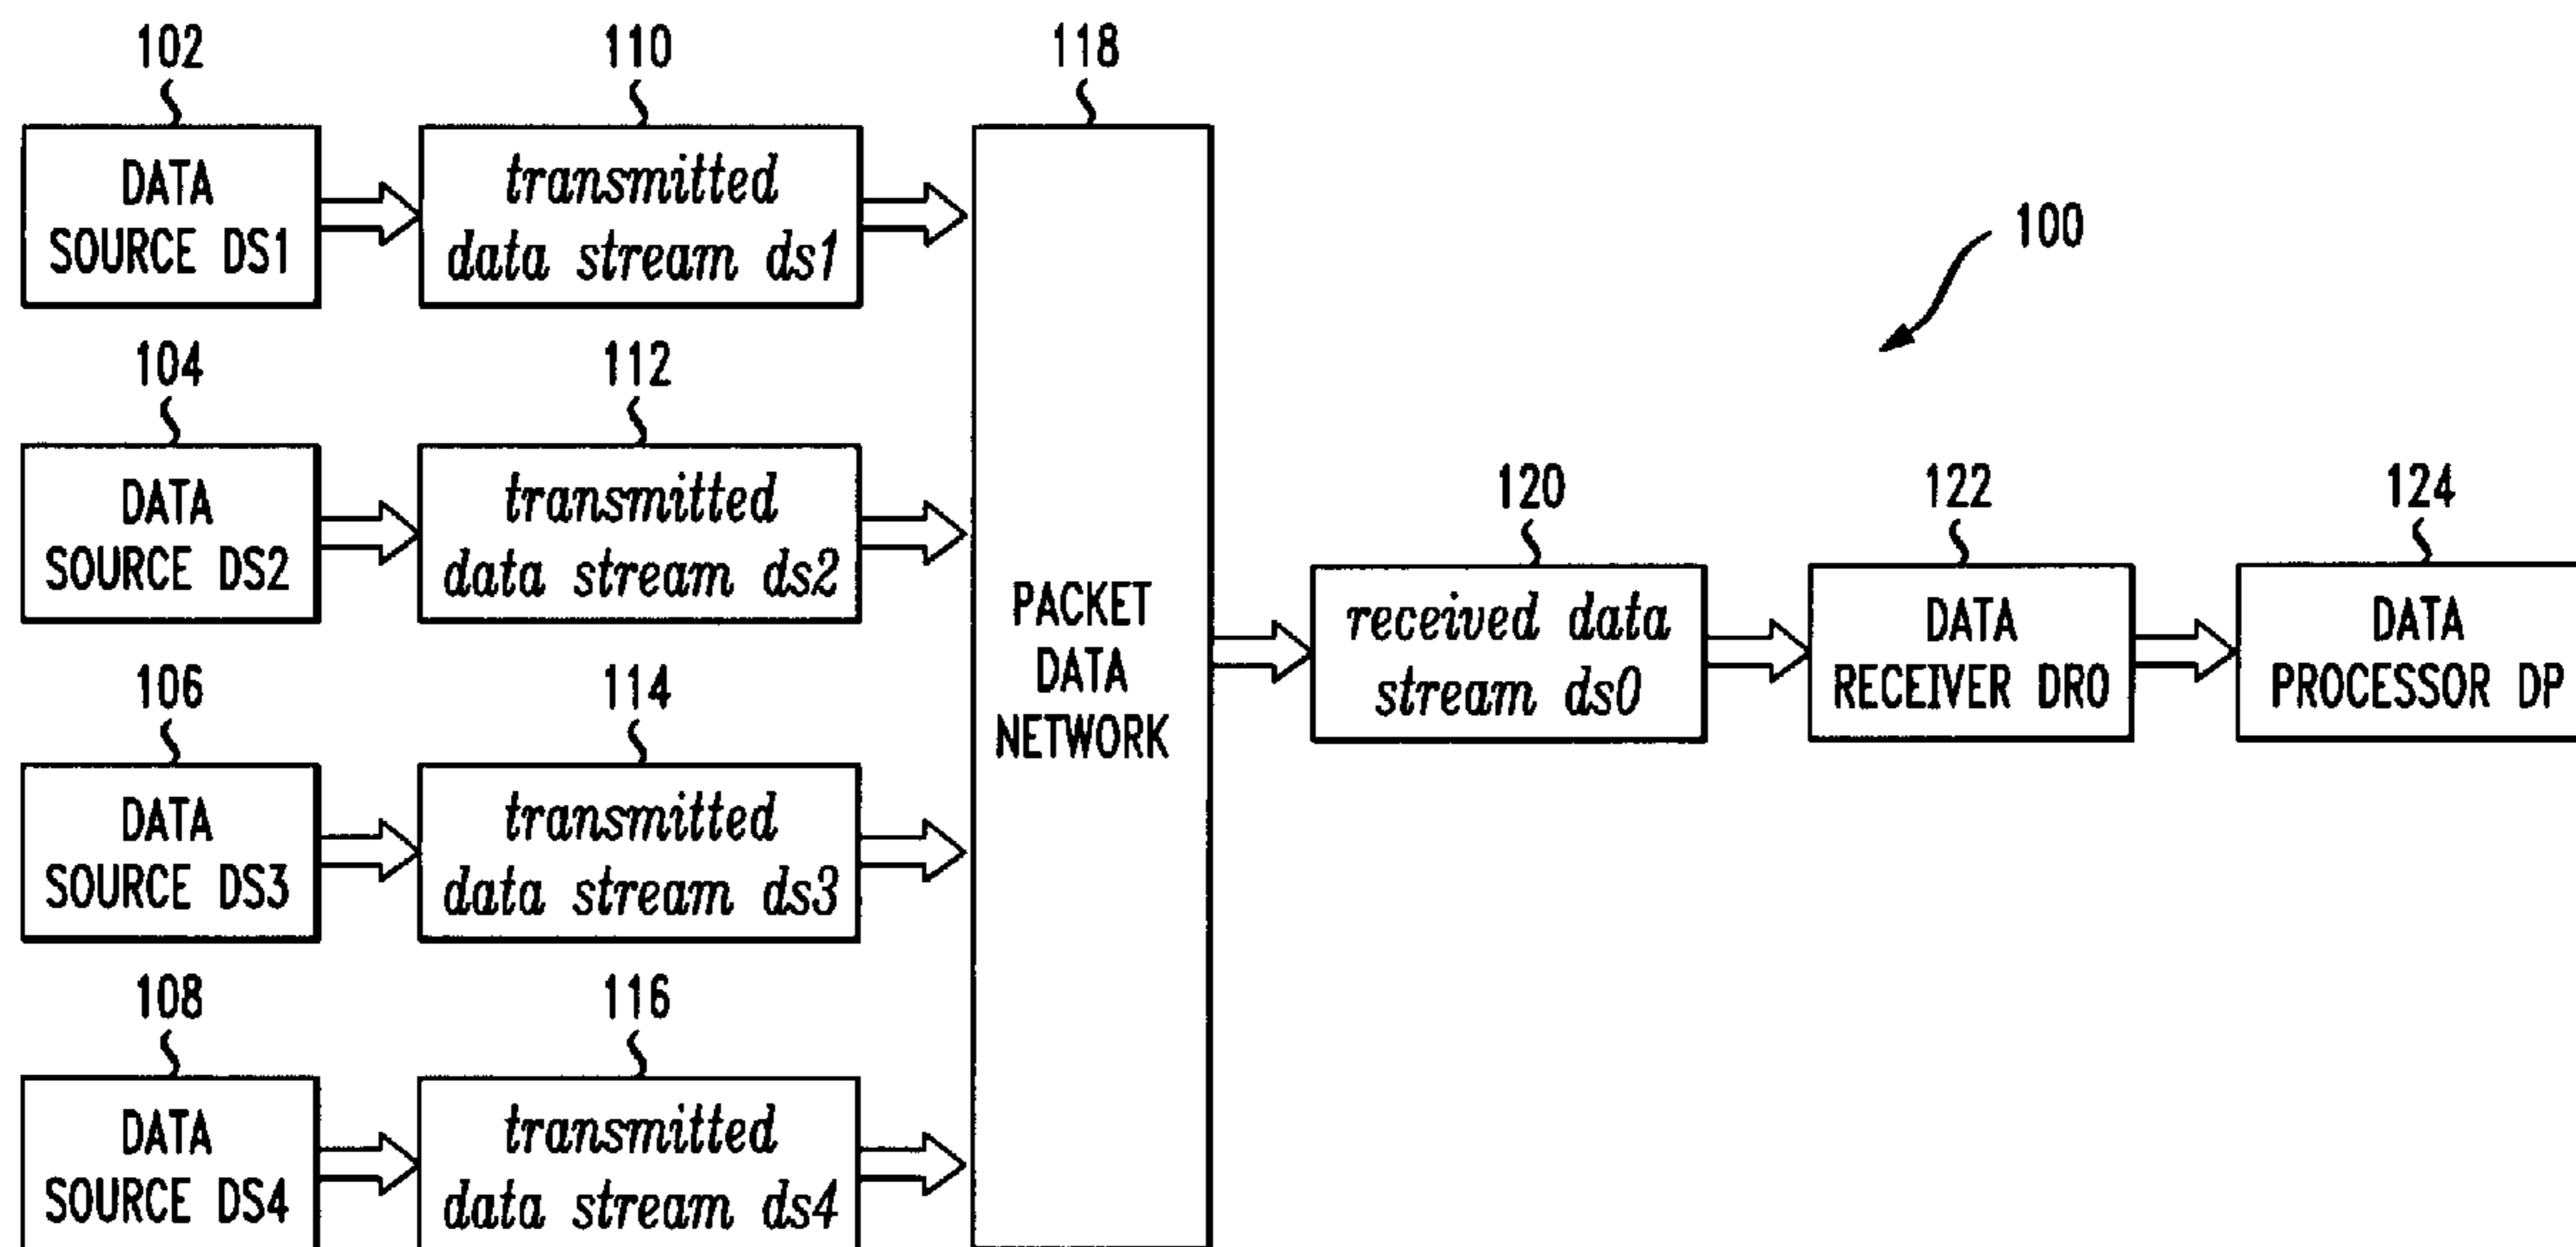 102
110
118
DATA
SOURCE DS1
transmitted
data stream ds1
100
104
112
DATA
SOURCE DS2
transmitted
data stream ds2
120
122
124
PACKET
DATA
NETWORK
received data
stream ds0
DATA
RECEIVER DR0
DATA
PROCESSOR DP
106
114
DATA
SOURCE DS3
transmitted
data stream ds3
108
116
DATA
SOURCE DS4
transmitted
data stream ds4